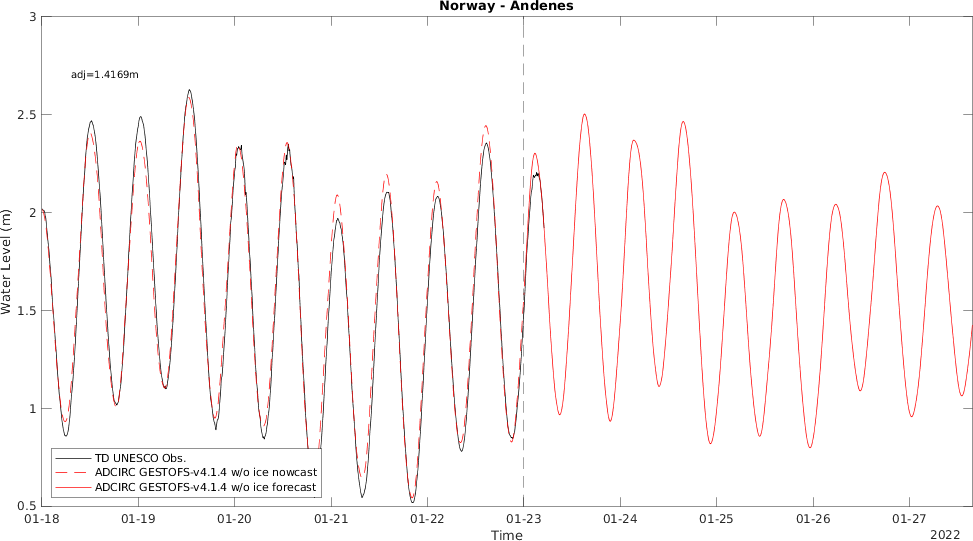 Norway - Andenes
3
adj=1.4169m
2.5
2
Water Level (m)
1.5
1
TD UNESCO Obs.
ADCIRC GESTOFS-v4.1.4 w/o ice nowcast
ADCIRC GESTOFS-v4.1.4 w/o ice forecast
0.5
01-18 01-19 01-20 01-21 01-22 01-23 01-24 01-25 01-26 01-27
Time
2022